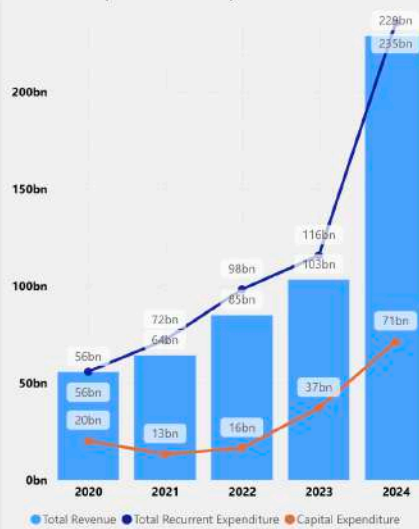 229bn
235bn
200bn
150bn
116bn
103bn
98bn
100bn
85bn
72bn
71bn
64bn
56bn
50bn
56bn
37bn
20bn
13bn
16bn
0bn
2020 2021 2022 2023 2024
Total Revenue Total Recurrent Expenditure Capital Expenditure